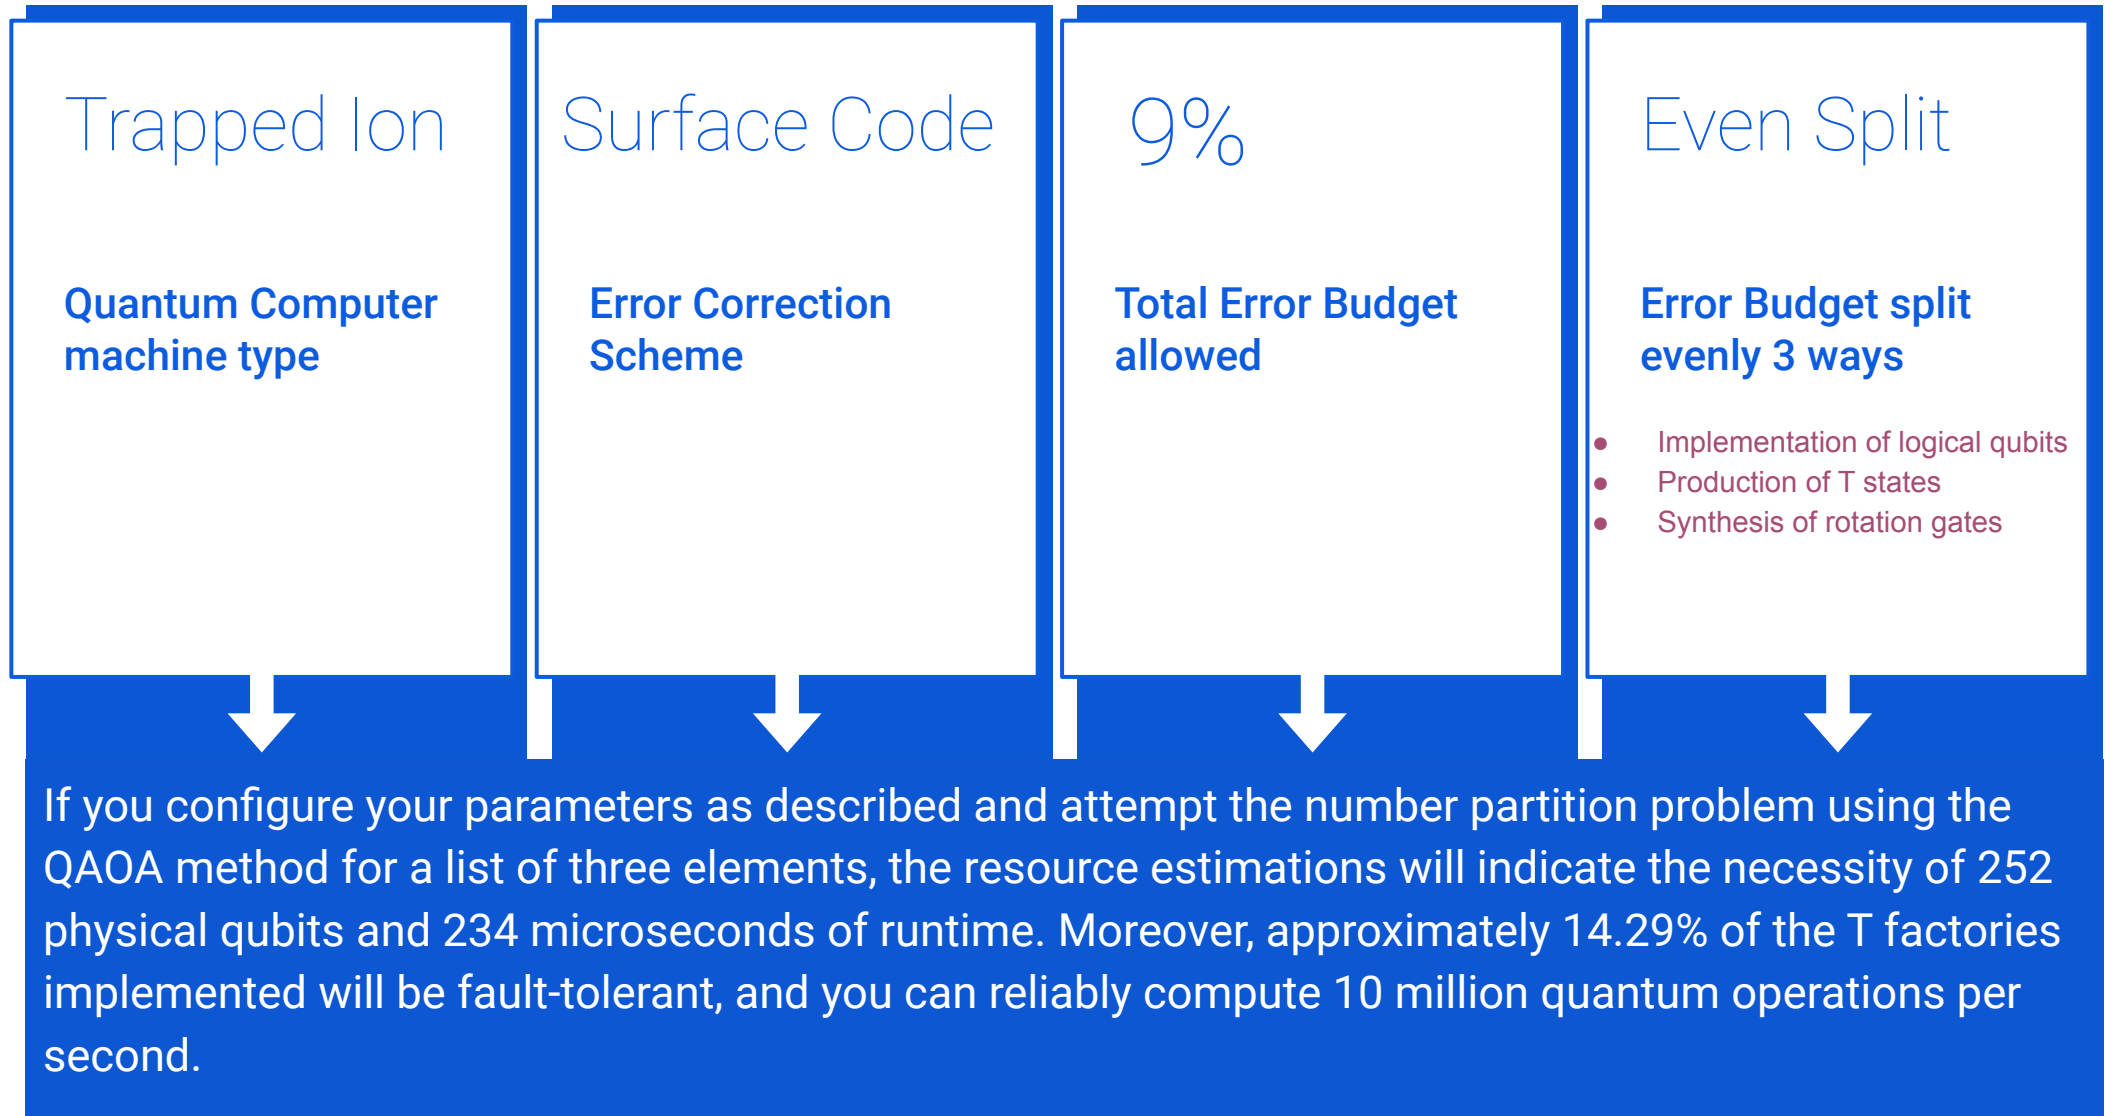 Trapped Ion
Quantum Computer
machine type
Surface Code
Error Correction
Scheme
9%
Total Error Budget
allowed
Even Split
Error Budget split
evenly 3 ways
● Implementation of logical qubits
● Production of T states
● Synthesis of rotation gates
If you configure your parameters as described and attempt the number partition problem using the
QAOA method for a list of three elements, the resource estimations will indicate the necessity of 252
physical qubits and 234 microseconds of runtime. Moreover, approximately 14.29% of the T factories
implemented will be fault-tolerant, and you can reliably compute 10 million quantum operations per
second.